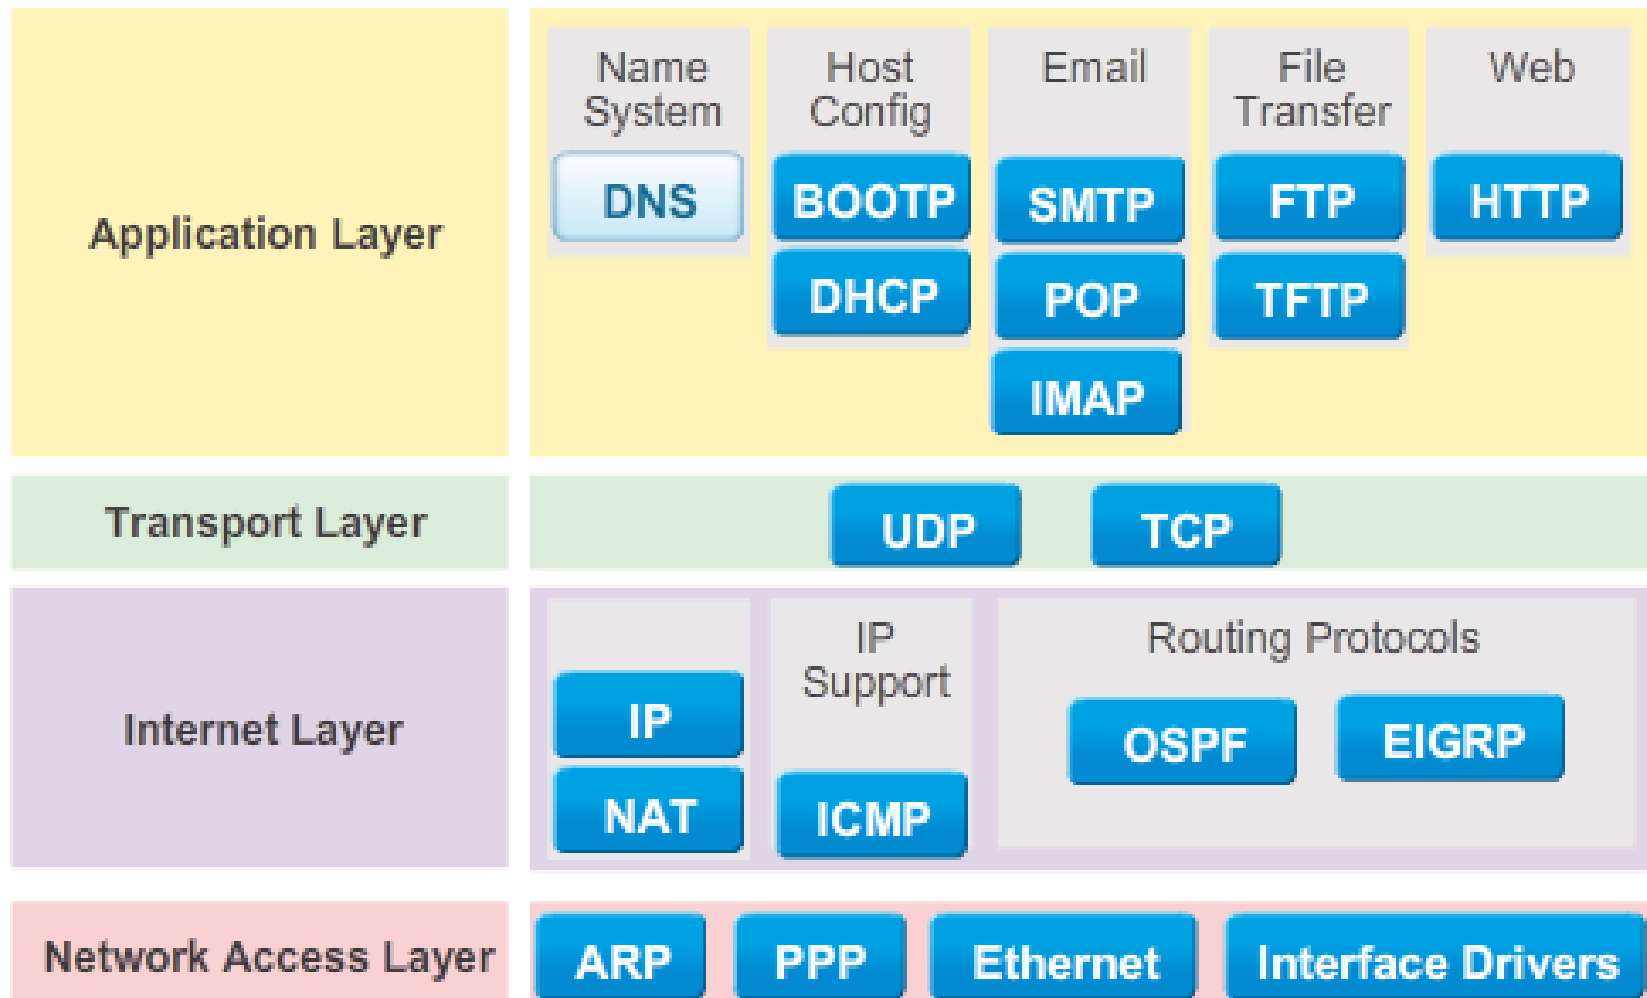 Application Layer
Name
System
DNS
Host
Config
BOOTP
DHCP
Email
SMTP
POP
IMAP
File
Transfer
FTP
TFTP
Web
HTTP
Transport Layer
UDP
TCP
Internet Layer
IP
NAT
IP
Support
ICMP
Routing Protocols
OSPF
EIGRP
Network Access Layer
ARP
PPP
Ethernet
Interface Drivers